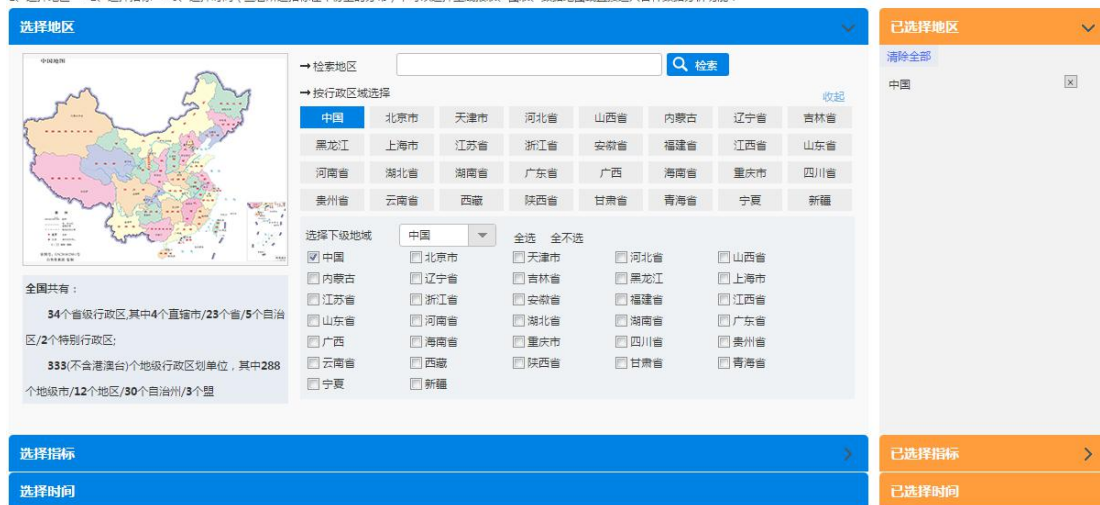 选择地区
已选择地区
清除全部
中国
中国地图
→检索地区
检索
→按行政区域选择
收起
中国 北京市 天津市 河北省 山西省 内蒙古 辽宁省 吉林省
黑龙江 上海市 江苏省 浙江省 安徽省 福建省 江西省 山东省
河南省 湖北省 湖南省 广东省 广西 海南省 重庆市 四川省
贵州省 云南省 西藏 陕西省 甘肃省 青海省 宁夏 新疆
选择下级地域 中国 全选 全不选
中国 北京市 天津市 河北省 山西省
内蒙古 辽宁省 吉林省 黑龙江 上海市
江苏省 浙江省 安徽省 福建省 江西省
山东省 河南省 湖北省 湖南省 广东省
广西 海南省 重庆市 四川省 贵州省
云南省 西藏 陕西省 甘肃省 青海省
宁夏 新疆
全国共有：
34个省级行政区,其中4个直辖市/23个省/5个自治
区/2个特别行政区;
333(不含港澳台)个地级行政区划单位，其中288
个地级市/12个地区/30个自治州/3个盟
选择指标
已选择指标
选择时间
已选择时间